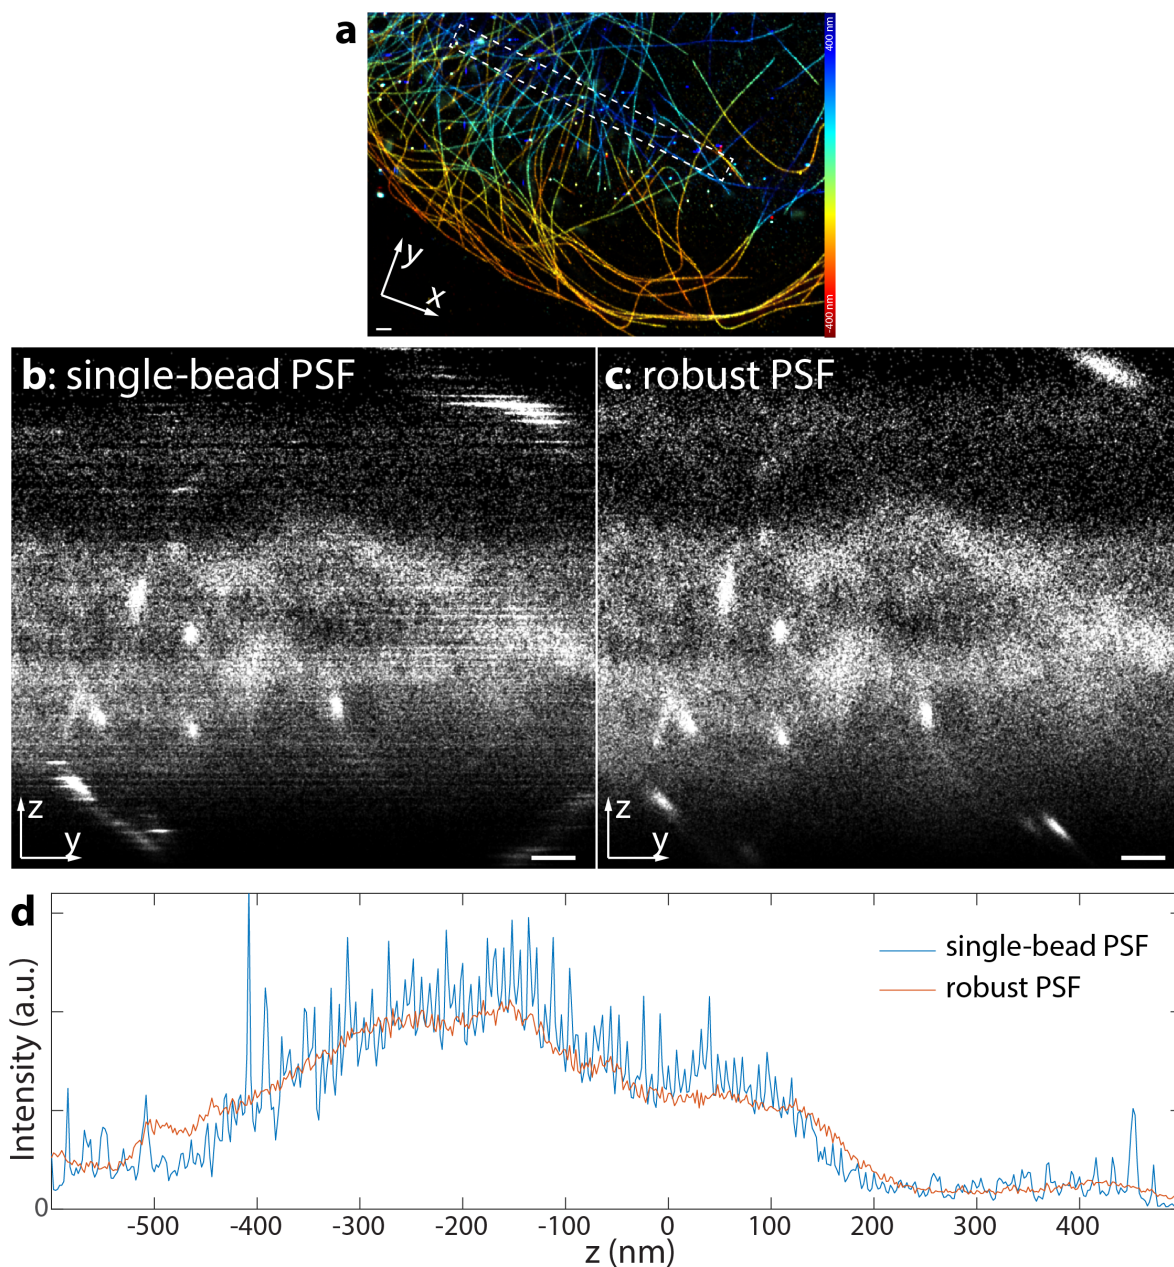 a
400 nm
-400 nm
y
x
b: single-bead PSF
c: robust PSF
z
y
z
y
d
single-bead PSF
robust PSF
Intensity (a.u.)
0
-500 -400 -300 -200 -100 0 100 200 300 400
z (nm)